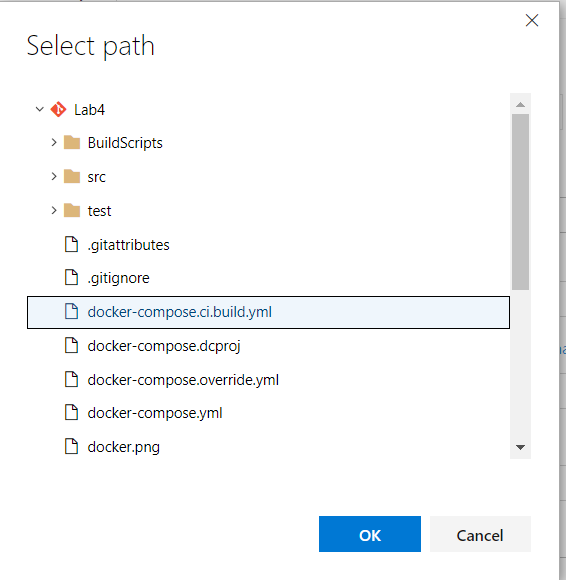 Select path
Lab4
BuildScripts
src
test
.gitattributes
.gitignore
docker-compose.ci.build.yml
docker-compose.dcproj
docker-compose.override.yml
docker-compose.yml
docker.png
OK
Cancel